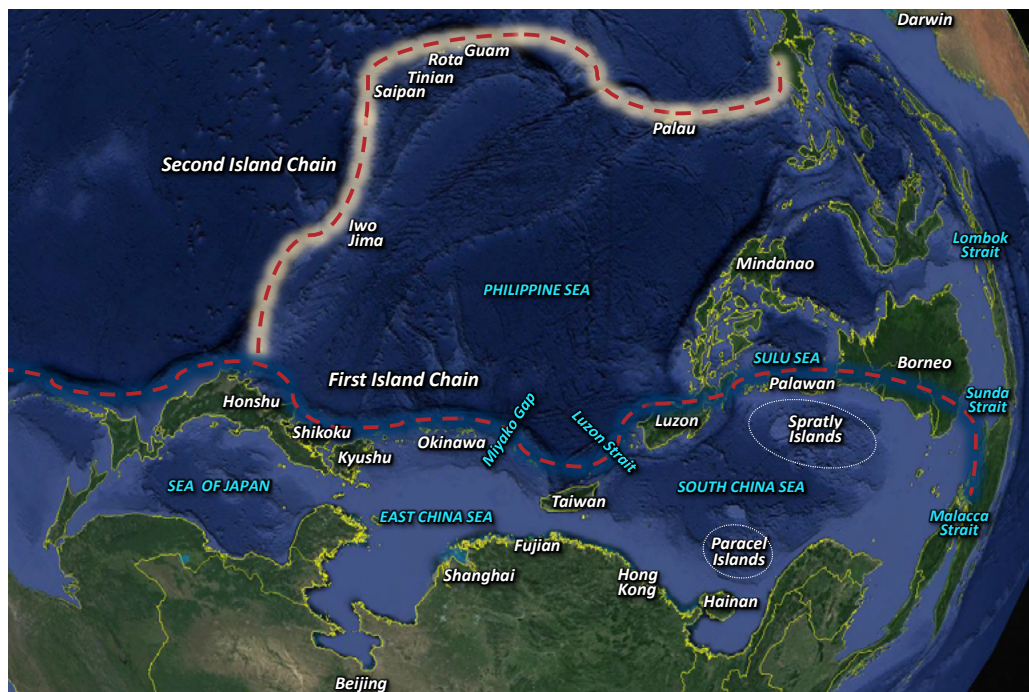 Darwin
Guam
Rota
Tinian
Saipan
Palau
Second Island Chain
Iwo
Jima
Lombok
Strait
Mindanao
PHILIPPINE SEA
SULU SEA
Borneo
First Island Chain
Palawan
Honshu
Sunda
Strait
Miyako Gap
Luzon Strait
Luzon
Spratly
Islands
Shikoku
Okinawa
Kyushu
SEA OF JAPAN
SOUTH CHINA SEA
Taiwan
EAST CHINA SEA
Malacca
Strait
Paracel
Islands
Fujian
Shanghai
Hong
Kong
Hainan
Beijing